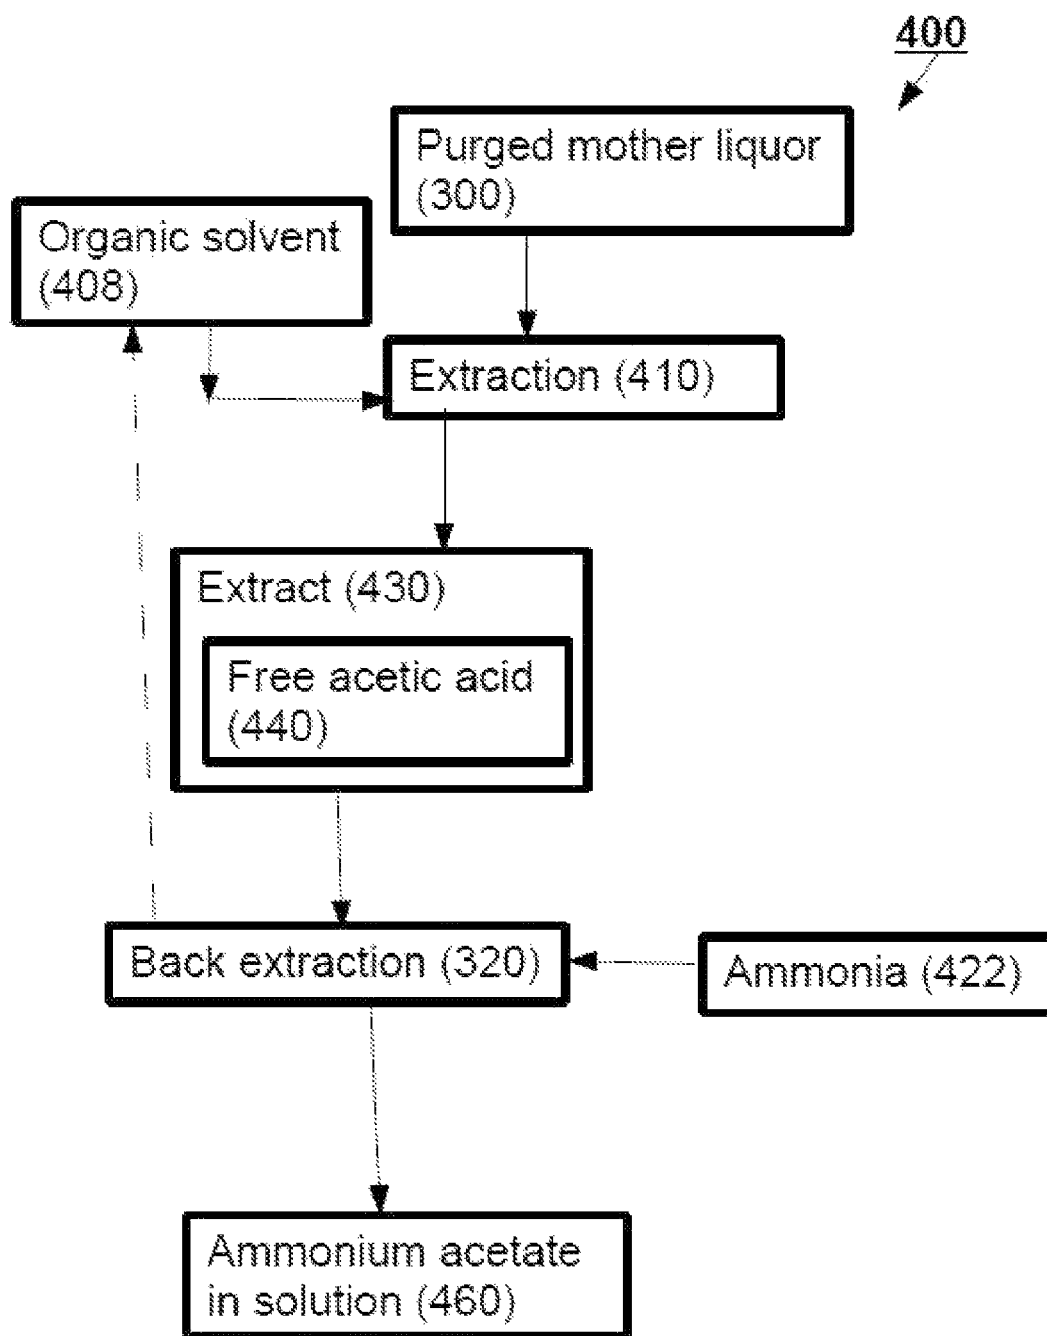 400
Purged mother liquor
(300)
Organic solvent
(408)
Extraction (410)
Extract (430)
Free acetic acid
(440)
Back extraction (320)
Ammonia (422)
Ammonium acetate
in solution (460)